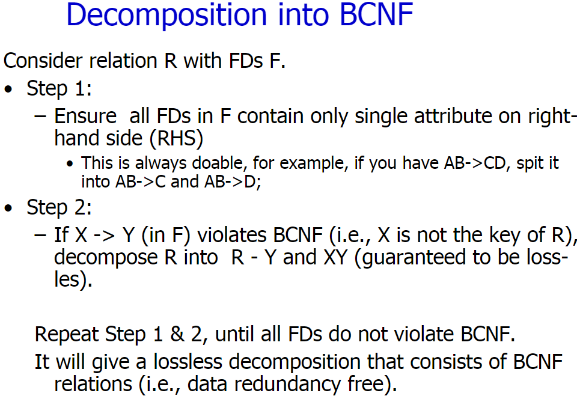 Decomposition into BCNF
Consider relation R with FDs F.
• Step 1:
– Ensure all FDs in F contain only single attribute on right-
hand side (RHS)
• This is always doable, for example, if you have AB->CD, spit it
into AB->C and AB->D;
• Step 2:
– If X -> Y (in F) violates BCNF (i.e., X is not the key of R),
decompose R into R - Y and XY (guaranteed to be loss-
les).
Repeat Step 1 & 2, until all FDs do not violate BCNF.
It will give a lossless decomposition that consists of BCNF
relations (i.e., data redundancy free).